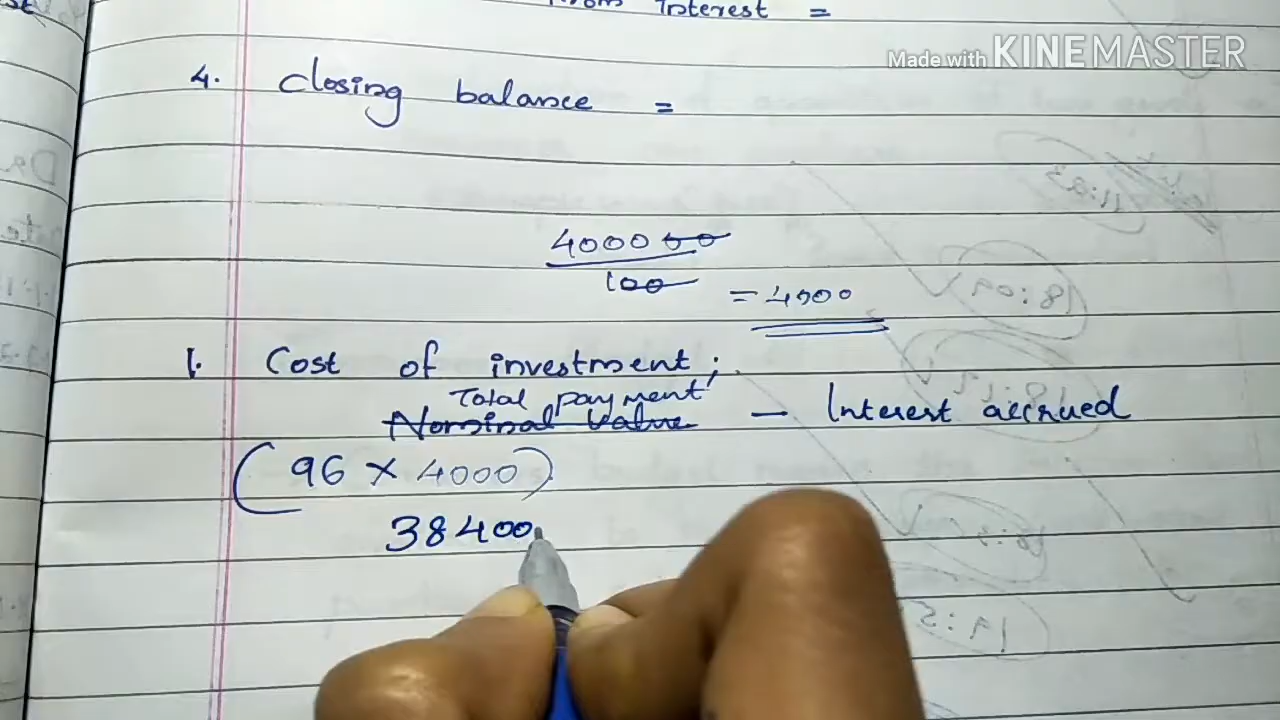 Interest =
Made with KINEMASTER
4. Closing balance =
400000
100
= 4000
1. Cost of investment;
Total payment
Nominal Value — Interest accrued
(96 × 4000)
38400